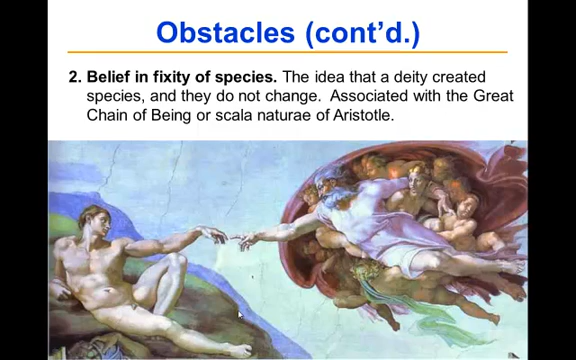 Obstacles (cont’d.)
2. Belief in fixity of species. The idea that a deity created
species, and they do not change. Associated with the Great
Chain of Being or scala naturae of Aristotle.